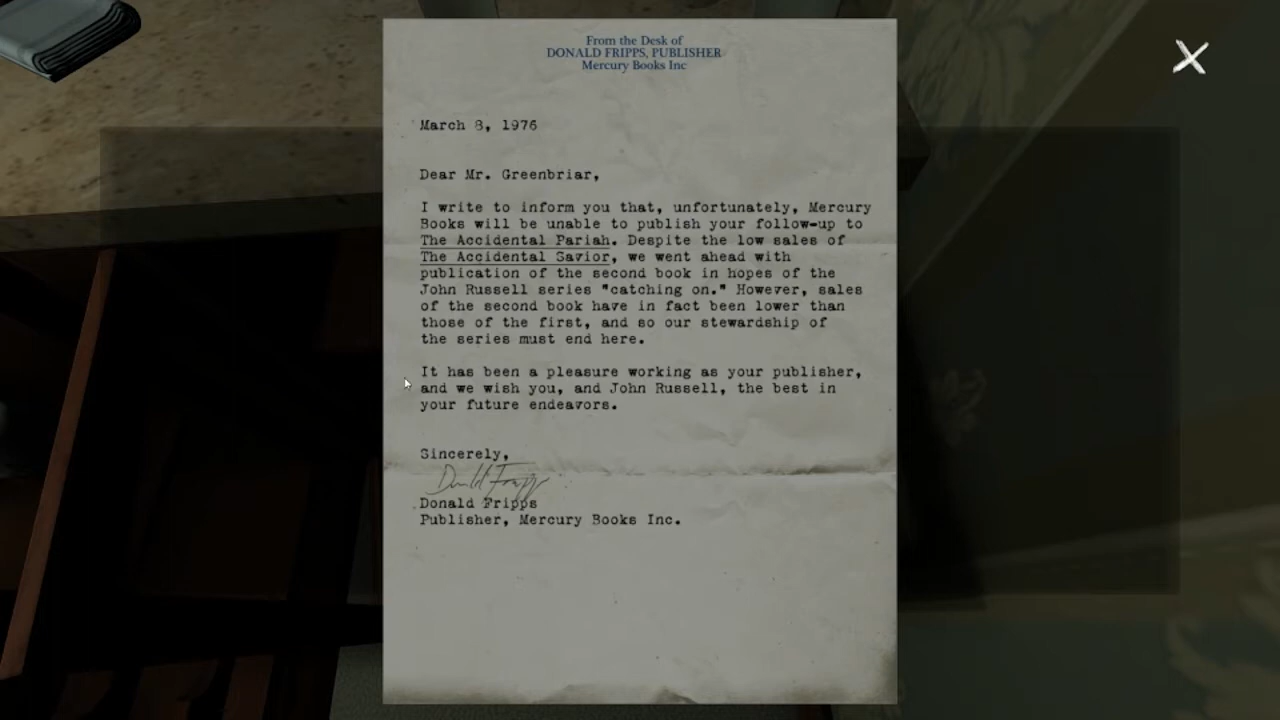 From the Desk of
DONALD FRIPPS, PUBLISHER
Mercury Books Inc
March 8, 1976
Dear Mr. Greenbriar,
I write to inform you that, unfortunately, Mercury
Books will be unable to publish your follow-up to
The Accidental Pariah. Despite the low sales of
The Accidental Savior, we went ahead with
publication of the second book in hopes of the
John Russell series "catching on." However, sales
of the second book have in fact been lower than
those of the first, and so our stewardship of
the series must end here.
It has been a pleasure working as your publisher,
and we wish you, and John Russell, the best in
your future endeavors.
Sincerely,
Donald Fripps
Donald Fripps
Publisher, Mercury Books Inc.